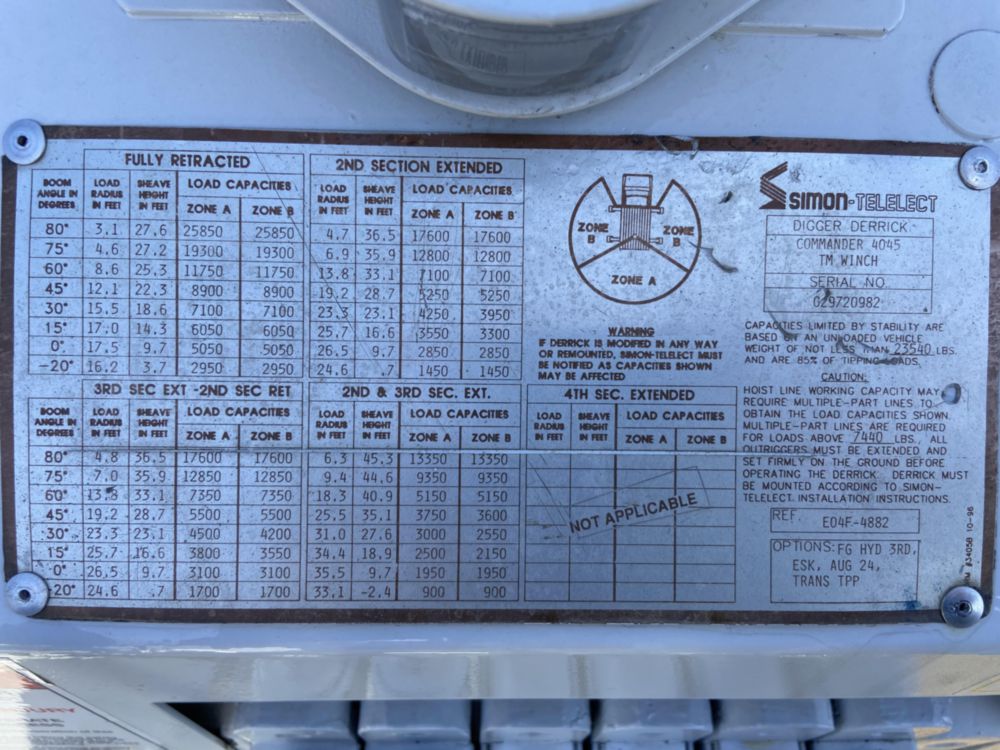 FULLY RETRACTED
BOOM ANGLE IN DEGREES LOAD RADIUS IN FEET SHEAVE HEIGHT IN FEET LOAD CAPACITIES ZONE A ZONE B
80° 3.1 27.6 25850 25850
75° 4.6 27.2 19300 19300
60° 8.6 25.3 11750 11750
45° 12.1 22.3 8900 8900
30° 15.5 18.6 7100 7100
15° 17.0 14.3 6050 6050
0° 17.5 9.7 5050 5050
-20° 16.2 3.7 2950 2950
2ND SECTION EXTENDED
LOAD RADIUS IN FEET SHEAVE HEIGHT IN FEET LOAD CAPACITIES ZONE A ZONE B
4.7 36.5 17600 17600
6.9 35.9 12800 12800
13.8 33.1 7100 7100
19.2 28.7 5250 5250
23.3 23.1 4250 3950
25.7 16.6 3550 3300
26.5 9.7 2850 2850
24.6 .7 1450 1450
ZONE B
ZONE B
ZONE A
WARNING
IF DERRICK IS MODIFIED IN ANY WAY
OR REMOUNTED, SIMON-TELELECT MUST
BE NOTIFIED AS CAPACITIES SHOWN
MAY BE AFFECTED
SIMON-TELELECT
DIGGER DERRICK
COMMANDER 4045
TM WINCH
SERIAL NO.
G29720982
CAPACITIES LIMITED BY STABILITY ARE
BASED ON AN UNLOADED VEHICLE
WEIGHT OF NOT LESS THAN 23540 LBS.
AND ARE 85% OF TIPPING LOADS.
CAUTION:
HOIST LINE WORKING CAPACITY MAY
REQUIRE MULTIPLE-PART LINES TO
OBTAIN THE LOAD CAPACITIES SHOWN.
MULTIPLE-PART LINES ARE REQUIRED
FOR LOADS ABOVE 7440 LBS., ALL
OUTRIGGERS MUST BE EXTENDED AND
SET FIRMLY ON THE GROUND BEFORE
OPERATING THE DERRICK. DERRICK MUST
BE MOUNTED ACCORDING TO SIMON-
TELELECT INSTALLATION INSTRUCTIONS.
REF. E04F-4882
OPTIONS: FG HYD 3RD,
ESK, AUG 24,
TRANS TPP
83405B 10-96
3RD SEC EXT -2ND SEC RET
BOOM ANGLE IN DEGREES LOAD RADIUS IN FEET SHEAVE HEIGHT IN FEET LOAD CAPACITIES ZONE A ZONE B
80° 4.8 36.5 17600 17600
75° 7.0 35.9 12850 12850
60° 13.8 33.1 7350 7350
45° 19.2 28.7 5500 5500
30° 23.3 23.1 4500 4200
15° 25.7 16.6 3800 3550
0° 26.5 9.7 3100 3100
20° 24.6 .7 1700 1700
2ND & 3RD SEC. EXT.
LOAD RADIUS IN FEET SHEAVE HEIGHT IN FEET LOAD CAPACITIES ZONE A ZONE B
6.3 45.3 13350 13350
9.4 44.6 9350 9350
18.3 40.9 5150 5150
25.5 35.1 3750 3600
31.0 27.6 3000 2550
34.4 18.9 2500 2150
35.5 9.7 1950 1950
33.1 -2.4 900 900
4TH SEC. EXTENDED
LOAD RADIUS IN FEET SHEAVE HEIGHT IN FEET LOAD CAPACITIES ZONE A ZONE B
NOT APPLICABLE